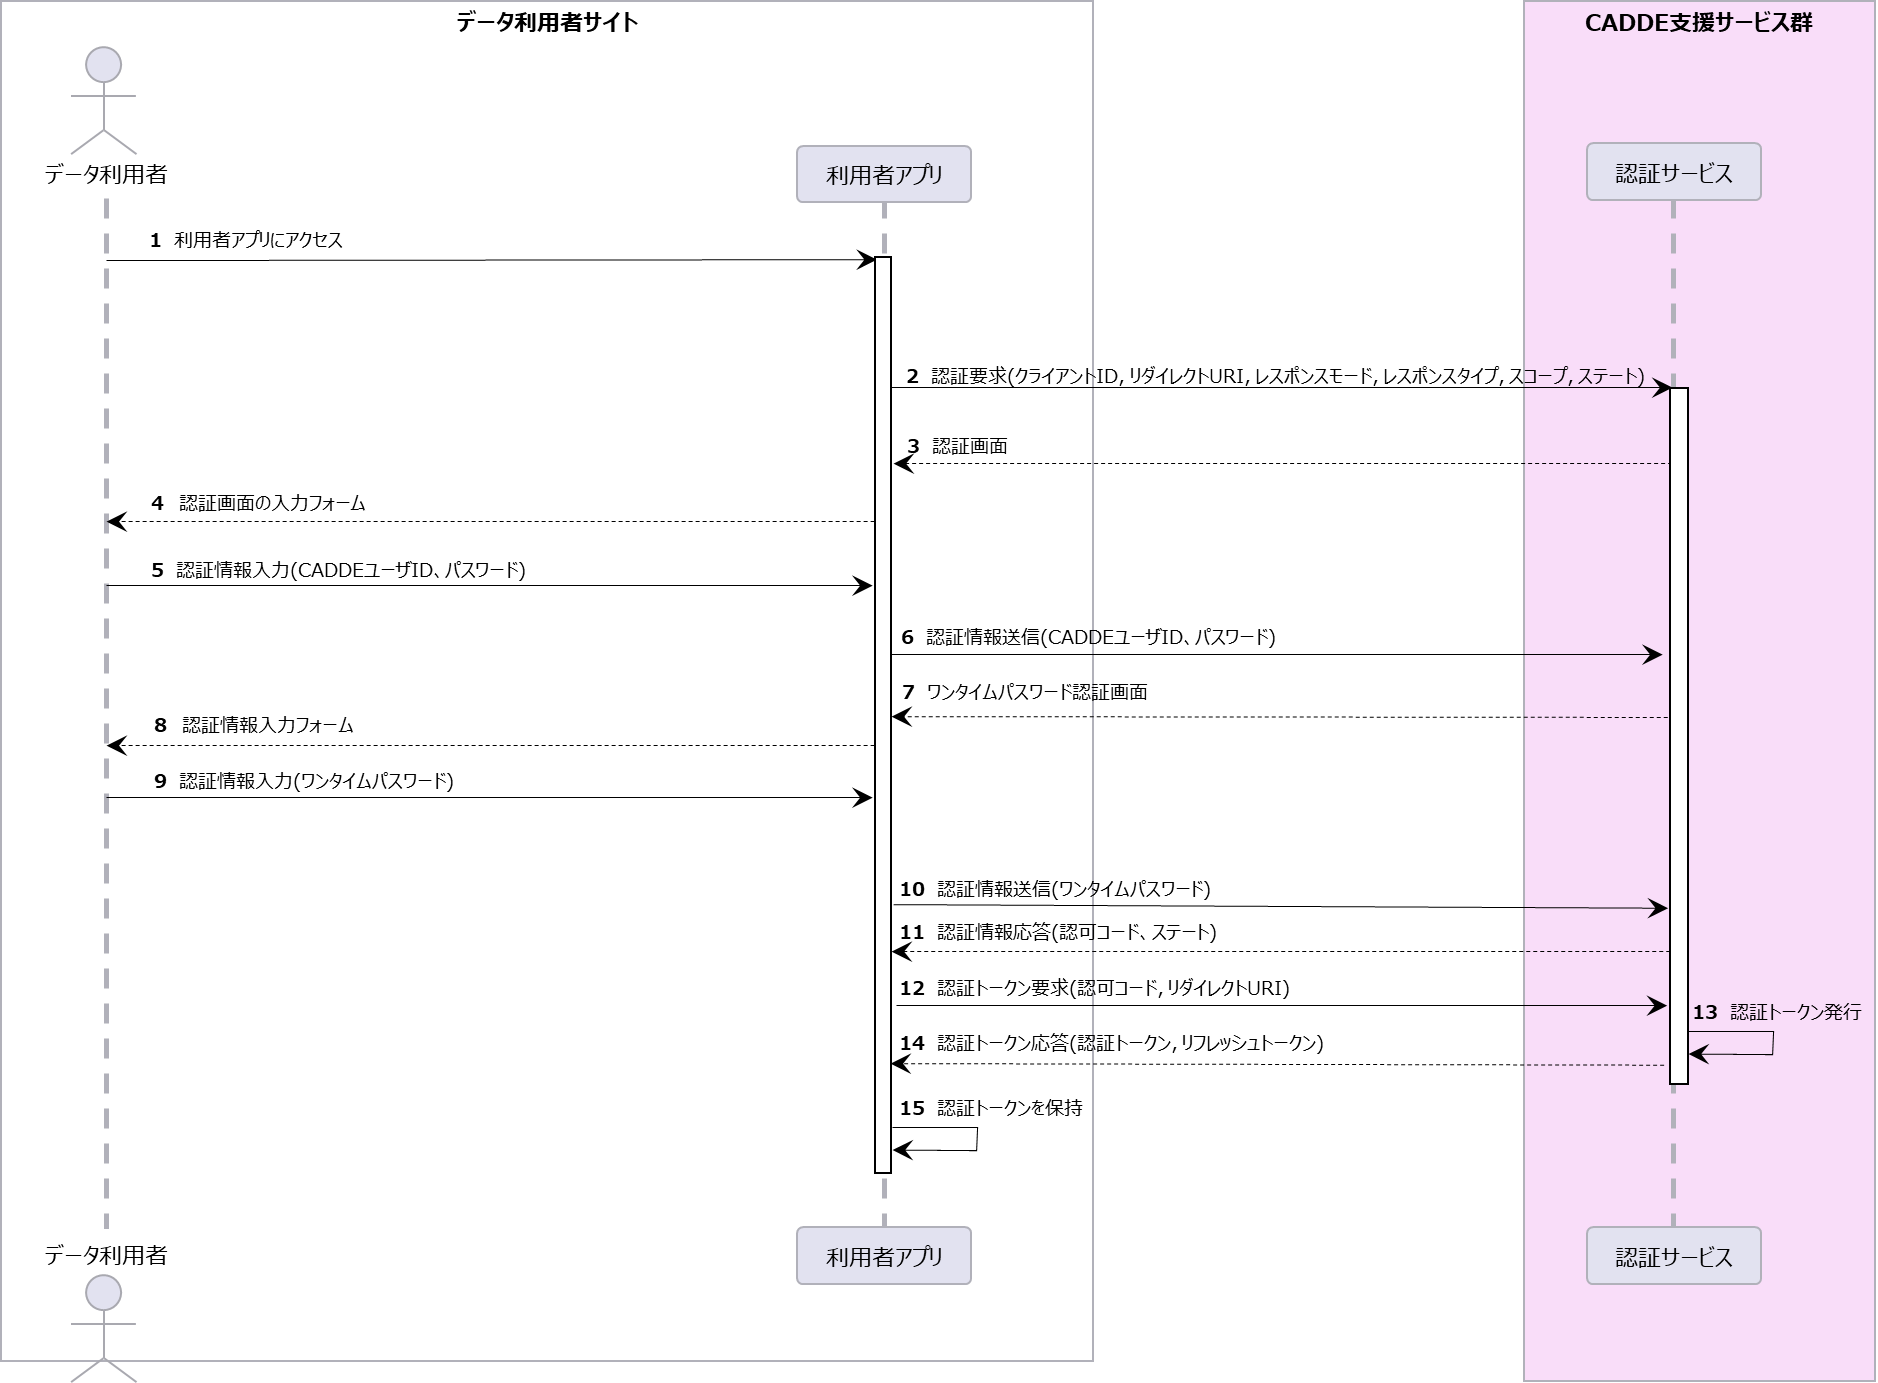 データ利用者サイト
CADDE支援サービス群
データ利用者
利用者アプリ
認証サービス
1 利用者アプリにアクセス
2 認証要求(クライアントID, リダイレクトURI, レスポンスモード, レスポンスタイプ, スコープ, ステート)
3 認証画面
4 認証画面の入力フォーム
5 認証情報入力(CADDEユーザID、パスワード)
6 認証情報送信(CADDEユーザID、パスワード)
7 ワンタイムパスワード認証画面
8 認証情報入力フォーム
9 認証情報入力(ワンタイムパスワード)
10 認証情報送信(ワンタイムパスワード)
11 認証情報応答(認可コード、ステート)
12 認証トークン要求(認可コード, リダイレクトURI)
13 認証トークン発行
14 認証トークン応答(認証トークン, リフレッシュトークン)
15 認証トークンを保持
データ利用者
利用者アプリ
認証サービス